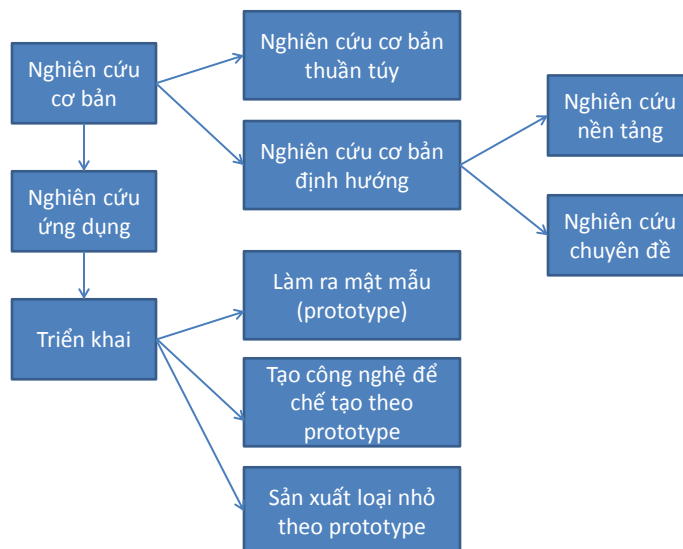 Nghiên cứu
cơ bản
Nghiên cứu cơ bản
thuần túy
Nghiên cứu cơ bản
định hướng
Nghiên cứu
nền tảng
Nghiên cứu
chuyên đề
Nghiên cứu
ứng dụng
Triển khai
Làm ra mật mẫu
(prototype)
Tạo công nghệ để
chế tạo theo
prototype
Sản xuất loại nhỏ
theo prototype